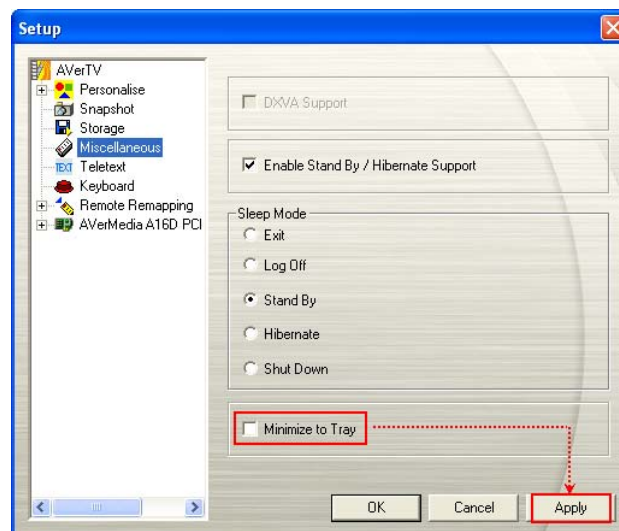 Setup
AVerTV
Personalise
Snapshot
Storage
Miscellaneous
TEXT Teletext
Keyboard
Remote Remapping
AVerMedia A16D PCI
DXVA Support
Enable Stand By / Hibernate Support
Sleep Mode
Exit
Log Off
Stand By
Hibernate
Shut Down
Minimize to Tray
OK
Cancel
Apply